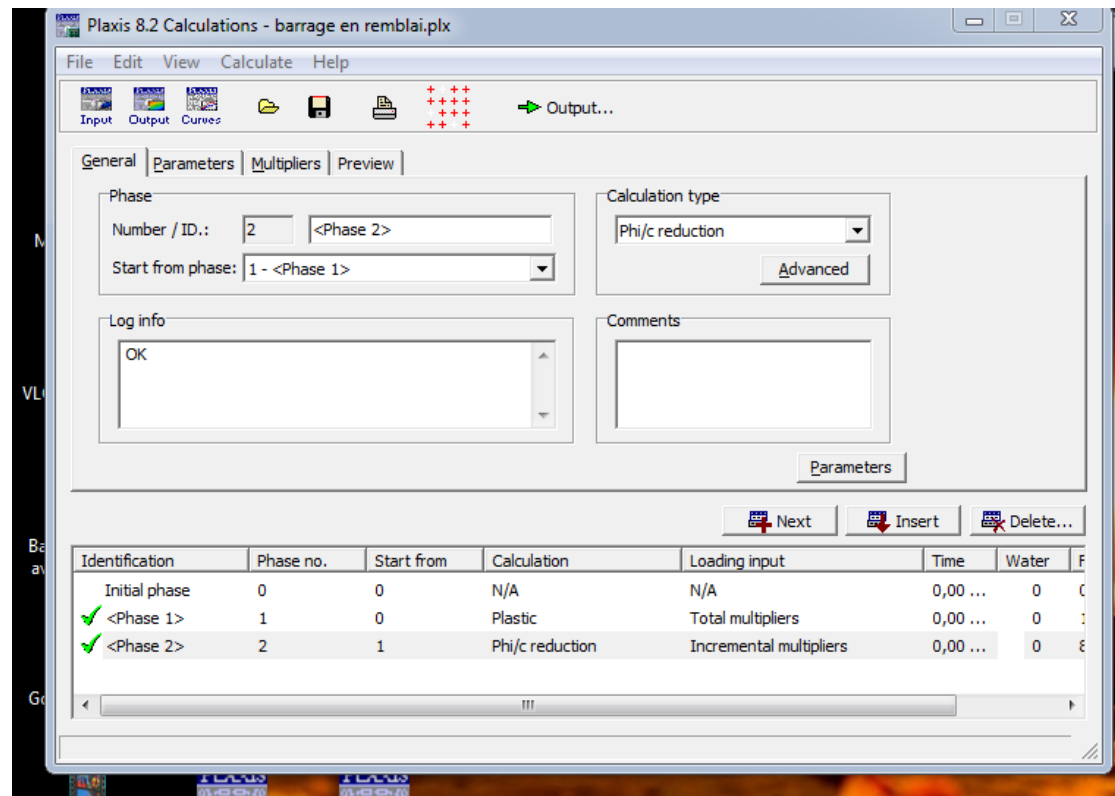 Plaxis 8.2 Calculations - barrage en remblai.plx
File Edit View Calculate Help
Input Output Curves Output...
General Parameters Multipliers Preview
Phase
Number / ID.: 2 <Phase 2>
Start from phase: 1 - <Phase 1>
Calculation type
Phi/c reduction
Advanced
Log info
OK
Comments
Parameters
Next Insert Delete...
Identification Phase no. Start from Calculation Loading input Time Water F
Initial phase 0 0 N/A N/A 0,00 ... 0
<Phase 1> 1 0 Plastic Total multipliers 0,00 ... 0
<Phase 2> 2 1 Phi/c reduction Incremental multipliers 0,00 ... 0